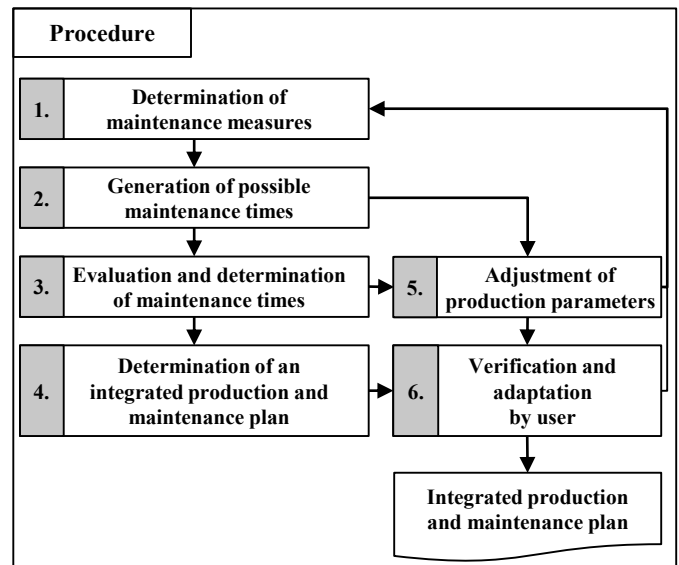 Procedure
1.
Determination of
maintenance measures
2.
Generation of possible
maintenance times
3.
Evaluation and determination
of maintenance times
4.
Determination of an
integrated production and
maintenance plan
5.
Adjustment of
production parameters
6.
Verification and
adaptation
by user
Integrated production
and maintenance plan